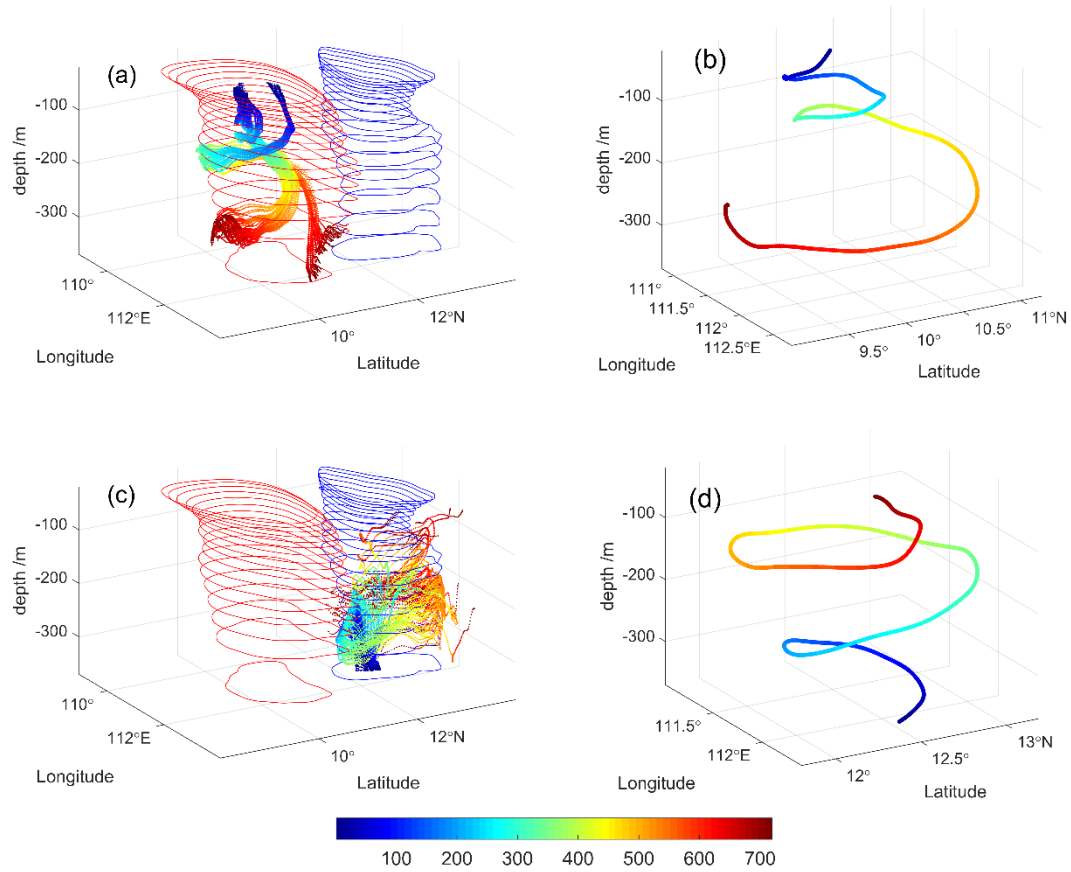 (a)
-100
-200
-300
depth /m
110°
112°E
Longitude
10°
12°N
Latitude
(b)
-100
-200
-300
depth /m
111°
111.5°
112°
112.5°E
Longitude
9.5°
10°
10.5°
11°N
Latitude
(c)
-100
-200
-300
depth /m
110°
112°E
Longitude
10°
12°N
Latitude
(d)
-100
-200
-300
depth /m
111.5°
112°E
Longitude
12°
12.5°
13°N
Latitude
100 200 300 400 500 600 700